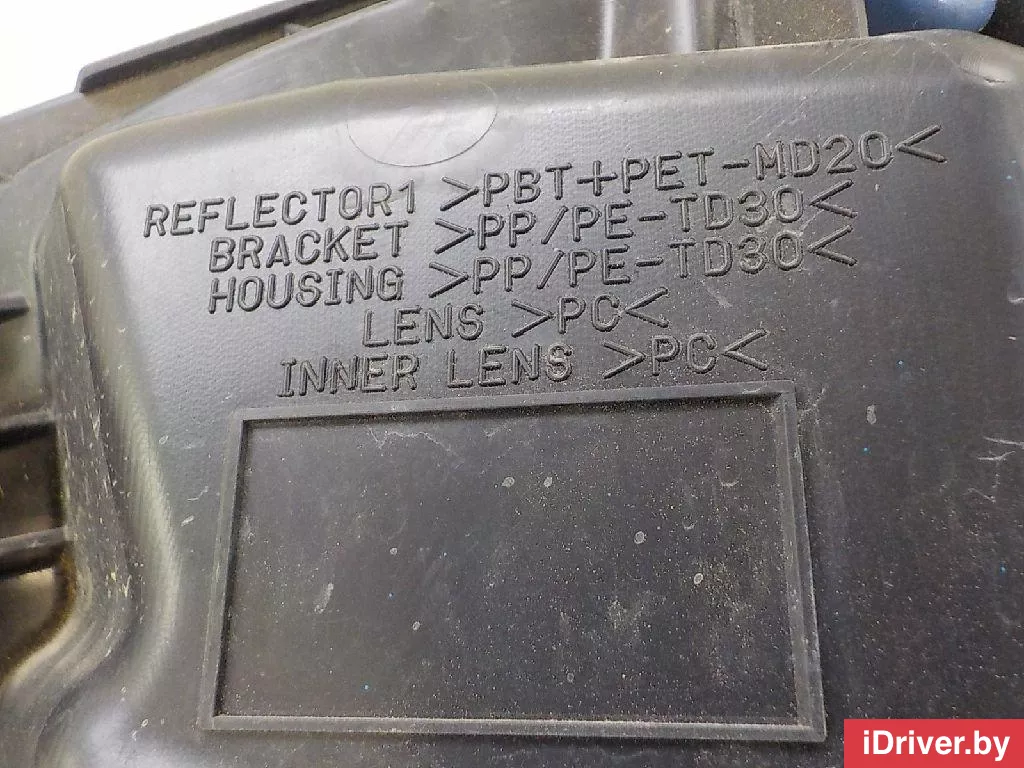 REFLECTOR1 >PBT+PET-MD20<
BRACKET >PP/PE-TD30<
HOUSING >PP/PE-TD30<
LENS >PC<
INNER LENS >PC<
iDriver.by